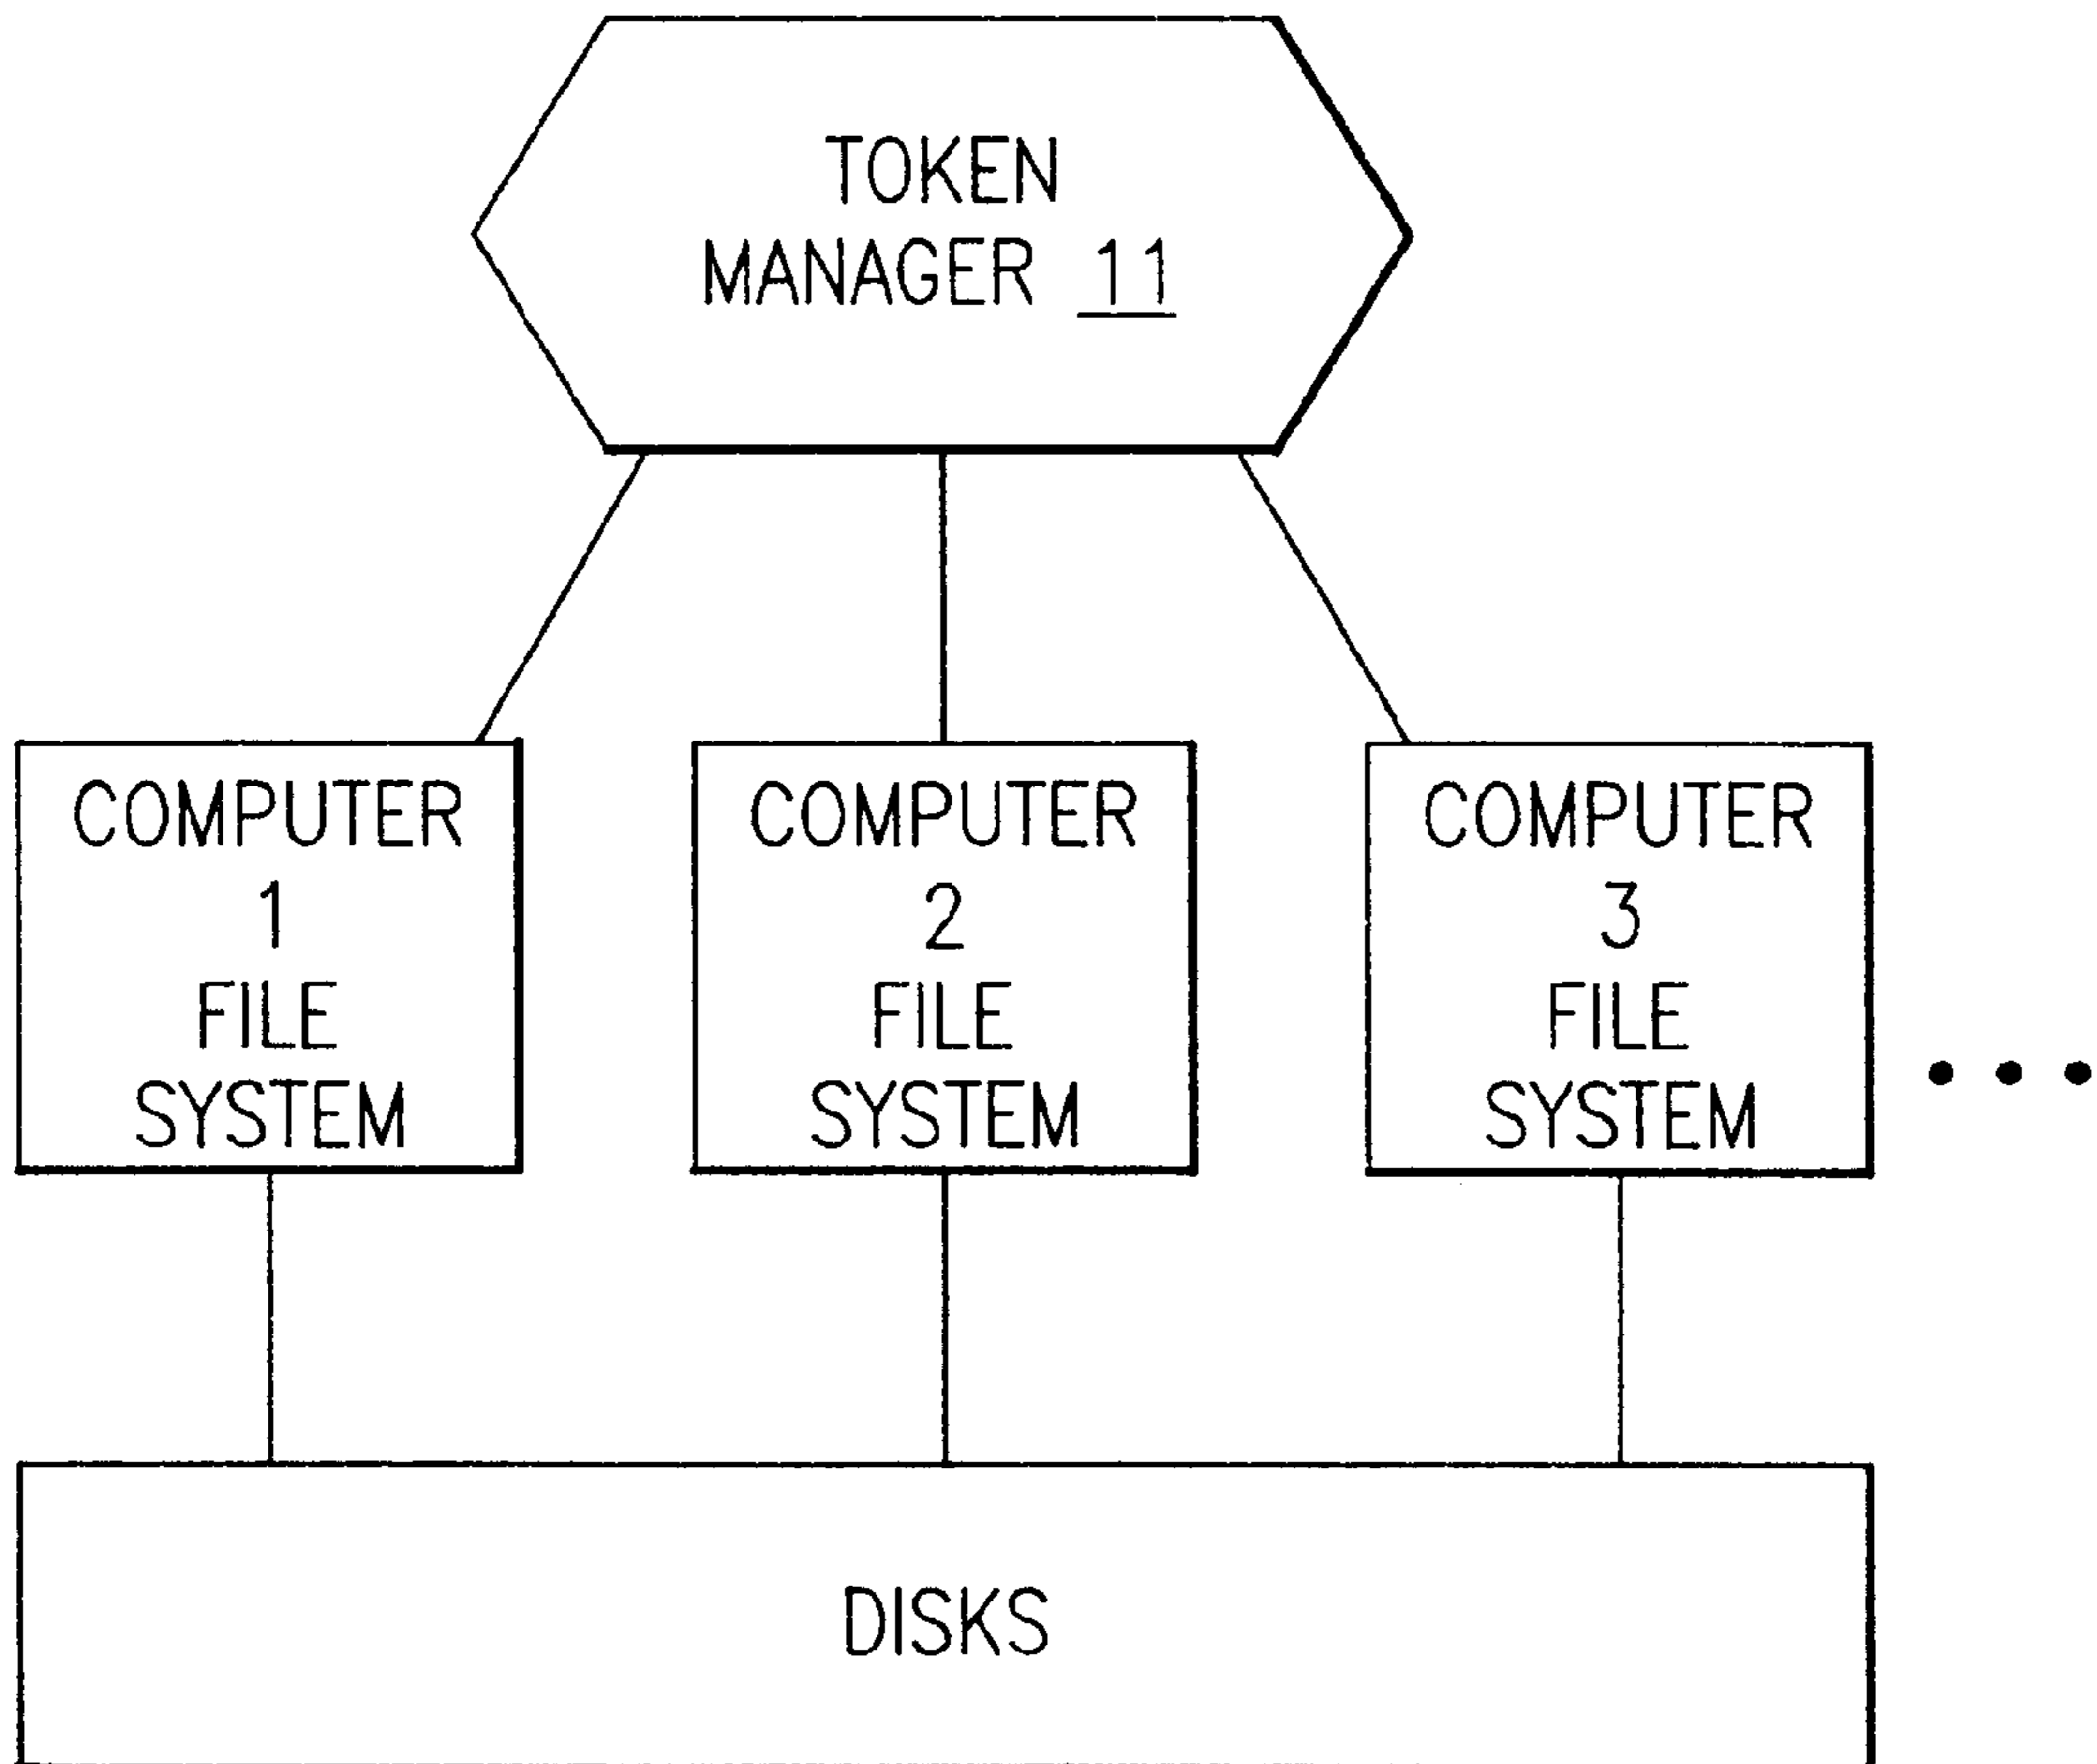 TOKEN
MANAGER 11
COMPUTER
1
FILE
SYSTEM
COMPUTER
2
FILE
SYSTEM
COMPUTER
3
FILE
SYSTEM
• • •
DISKS